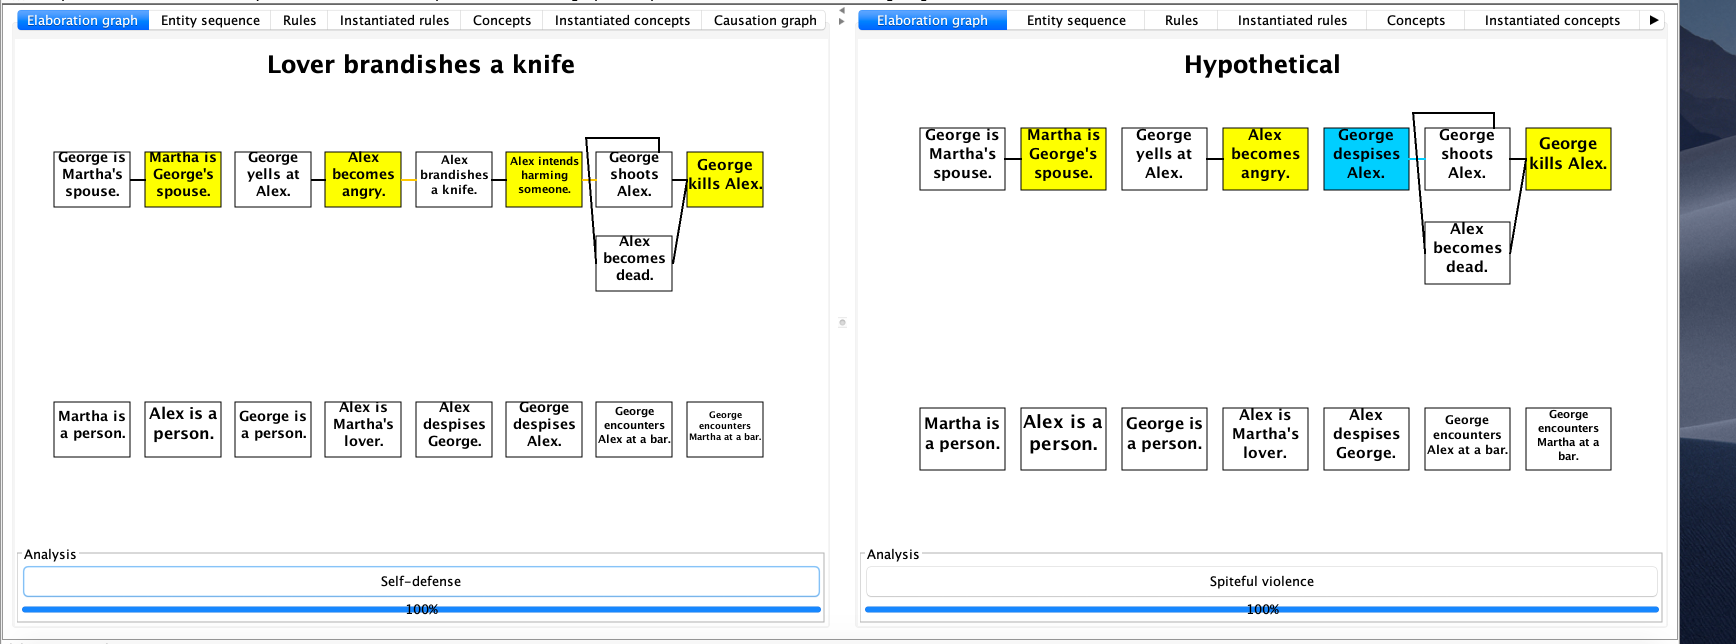 Elaboration graph Entity sequence Rules Instantiated rules Concepts Instantiated concepts Causation graph
Lover brandishes a knife
George is
Martha's
spouse.
Martha is
George's
spouse.
George
yells at
Alex.
Alex
becomes
angry.
Alex
brandishes
a knife.
Alex intends
harming
someone.
George
shoots
Alex.
George
kills Alex.
Alex
becomes
dead.
Martha is
a person.
Alex is a
person.
George is
a person.
Alex is
Martha's
lover.
Alex
despises
George.
George
despises
Alex.
George
encounters
Alex at a bar.
George
encounters
Martha at a bar.
Analysis
Self-defense
100%
Elaboration graph Entity sequence Rules Instantiated rules Concepts Instantiated concepts
Hypothetical
George is
Martha's
spouse.
Martha is
George's
spouse.
George
yells at
Alex.
Alex
becomes
angry.
George
despises
Alex.
George
shoots
Alex.
George
kills Alex.
Alex
becomes
dead.
Martha is
a person.
Alex is a
person.
George is
a person.
Alex is
Martha's
lover.
Alex
despises
George.
George
encounters
Alex at a bar.
George
encounters
Martha at a
bar.
Analysis
Spiteful violence
100%